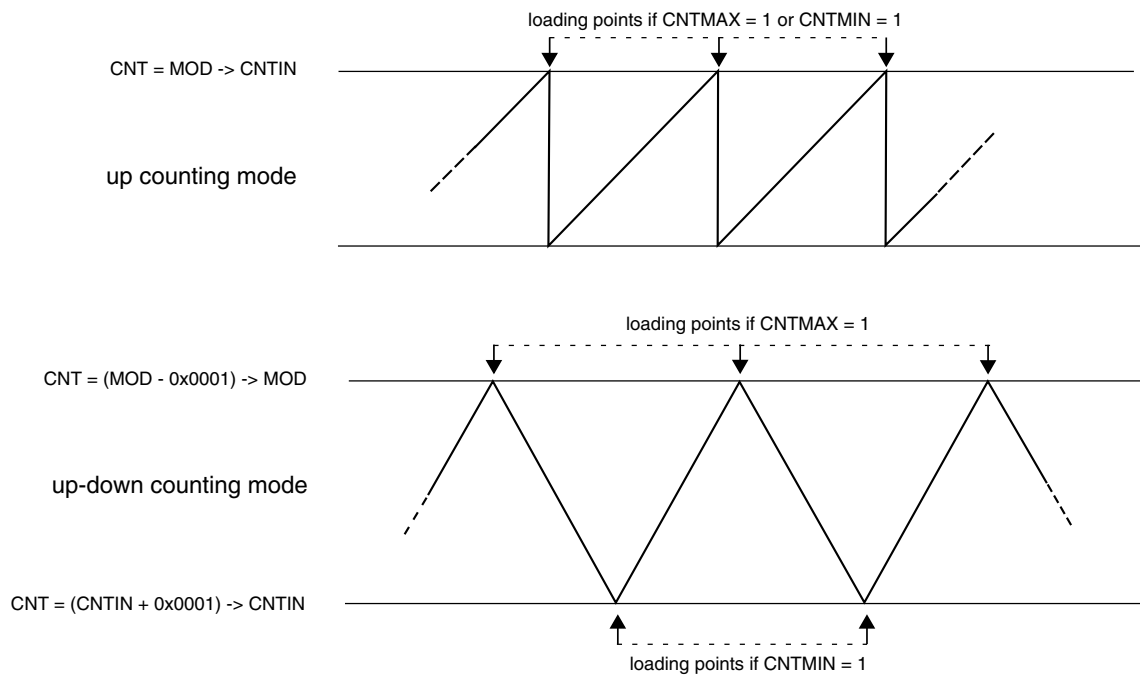 loading points if CNTMAX = 1 or CNTMIN = 1
CNT = MOD -> CNTIN
up counting mode
loading points if CNTMAX = 1
CNT = (MOD - 0x0001) -> MOD
up-down counting mode
CNT = (CNTIN + 0x0001) -> CNTIN
loading points if CNTMIN = 1